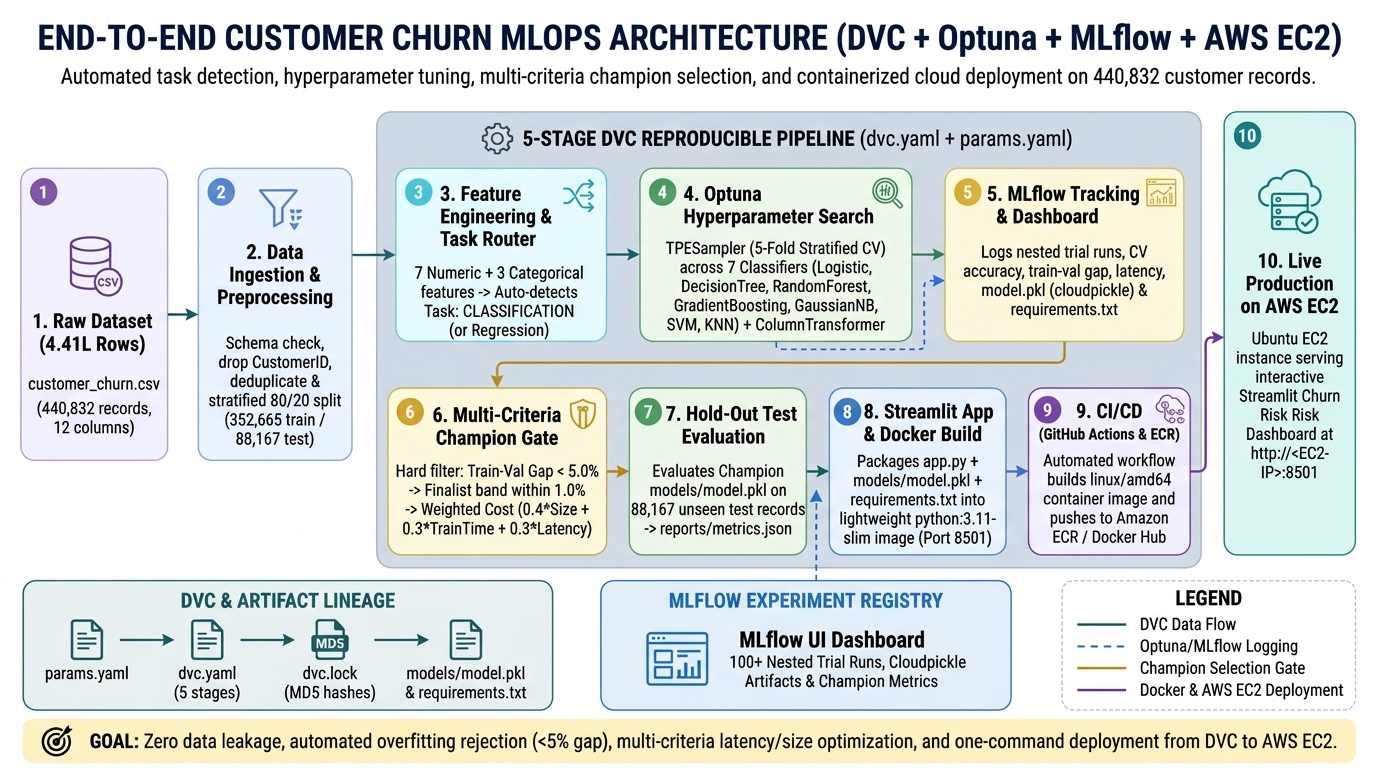 END-TO-END CUSTOMER CHURN MLOPS ARCHITECTURE (DVC + Optuna + MLflow + AWS EC2)
Automated task detection, hyperparameter tuning, multi-criteria champion selection, and containerized cloud deployment on 440,832 customer records.
1
1. Raw Dataset
(4.41L Rows)
CSV
customer_churn.csv
(440,832 records,
12 columns)
2
2. Data
Ingestion &
Preprocessing
Schema check,
drop CustomerID,
deduplicate &
stratified 80/20 split
(352,665 train /
88,167 test)
5-STAGE DVC REPRODUCIBLE PIPELINE (dvc.yaml + params.yaml)
3
3. Feature
Engineering &
Task Router
7 Numeric + 3 Categorical
features -> Auto-detects
Task: CLASSIFICATION
(or Regression)
4
4. Optuna
Hyperparameter Search
TPESampler (5-Fold Stratified CV)
across 7 Classifiers (Logistic,
DecisionTree, RandomForest,
GradientBoosting, GaussianNB,
SVM, KNN) + ColumnTransformer
5
5. MLflow Tracking
& Dashboard
Logs nested trial runs, CV
accuracy, train-val gap, latency,
model.pkl (cloudpickle) &
requirements.txt
6
6. Multi-Criteria
Champion Gate
Hard filter: Train-Val Gap < 5.0%
-> Finalist band within 1.0%
-> Weighted Cost (0.4*Size +
0.3*TrainTime + 0.3*Latency)
7
7. Hold-Out Test
Evaluation
Evaluates Champion
models/model.pkl on
88,167 unseen test records
-> reports/metrics.json
8
8. Streamlit App
& Docker Build
Packages app.py +
models/model.pkl +
requirements.txt into
lightweight python:3.11-
slim image (Port 8501)
9
9. CI/CD
(GitHub Actions & ECR)
Automated workflow
builds linux/amd64
container image and
pushes to Amazon
ECR / Docker Hub
10
10. Live
Production
on AWS EC2
Ubuntu EC2
instance serving
interactive
Streamlit Churn
Risk Risk
Dashboard at
http://<EC2-
IP>:8501
DVC & ARTIFACT LINEAGE
params.yaml
dvc.yaml
(5 stages)
MDS
dvc.lock
(MD5 hashes)
models/model.pkl
& requirements.txt
MLFLOW EXPERIMENT REGISTRY
MLflow UI Dashboard
100+ Nested Trial Runs, Cloudpickle
Artifacts & Champion Metrics
LEGEND
DVC Data Flow
Optuna/MLflow Logging
Champion Selection Gate
Docker & AWS EC2 Deployment
GOAL: Zero data leakage, automated overfitting rejection (<5% gap), multi-criteria latency/size optimization, and one-command deployment from DVC to AWS EC2.